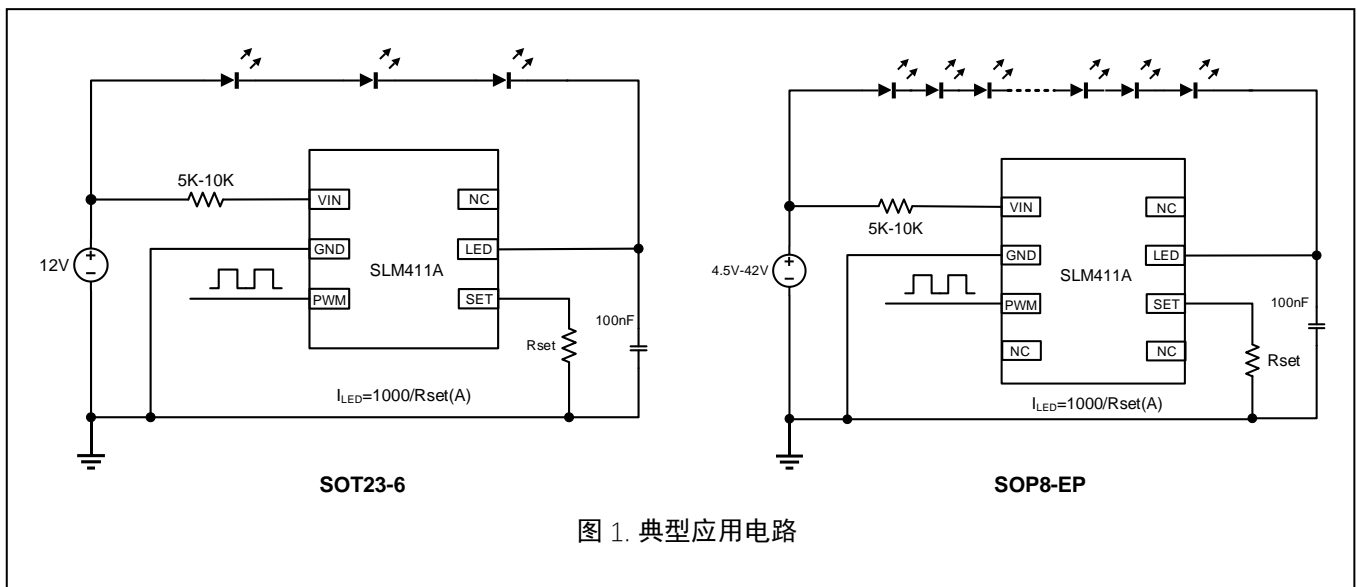 5K-10K
VIN
NC
GND
LED
SLM411A
PWM
SET
12V
+
−
100nF
Rset
I_LED=1000/Rset(A)
SOT23-6
5K-10K
VIN
NC
GND
LED
SLM411A
PWM
SET
NC
NC
4.5V-42V
+
−
100nF
Rset
I_LED=1000/Rset(A)
SOP8-EP
图 1. 典型应用电路